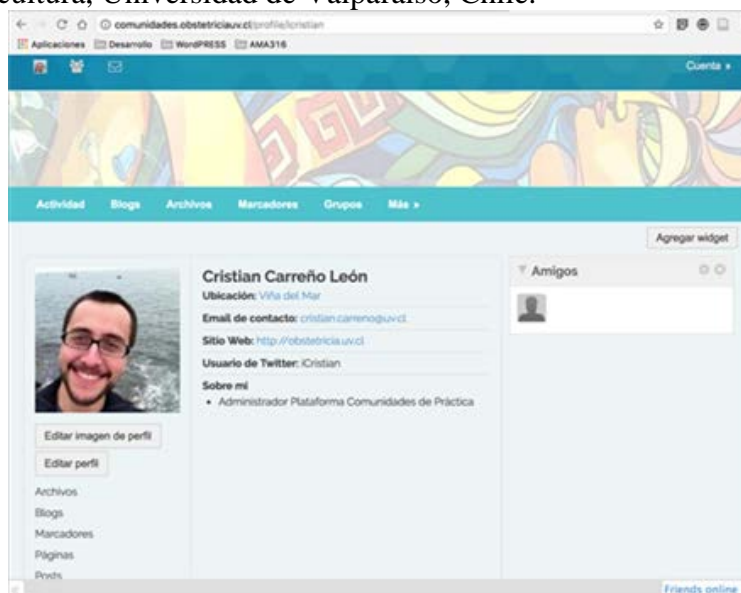 cultura, Universidad de Valparaíso, Chile.
comunidades.obstetriciauv.cl/profile/icristian
Aplicaciones Desarrollo WordPRESS AMA316
Cuenta »
Actividad Blogs Archivos Marcadores Grupos Más »
Agregar widget
Cristian Carreño León
Ubicación: Viña del Mar
Email de contacto: cristian.carreno@uv.cl
Sitio Web: http://obstetricia.uv.cl
Usuario de Twitter: iCristian
Sobre mi
• Administrador Plataforma Comunidades de Práctica
Amigos
Editar imagen de perfil
Editar perfil
Archivos
Blogs
Marcadores
Páginas
Posts
Friends online